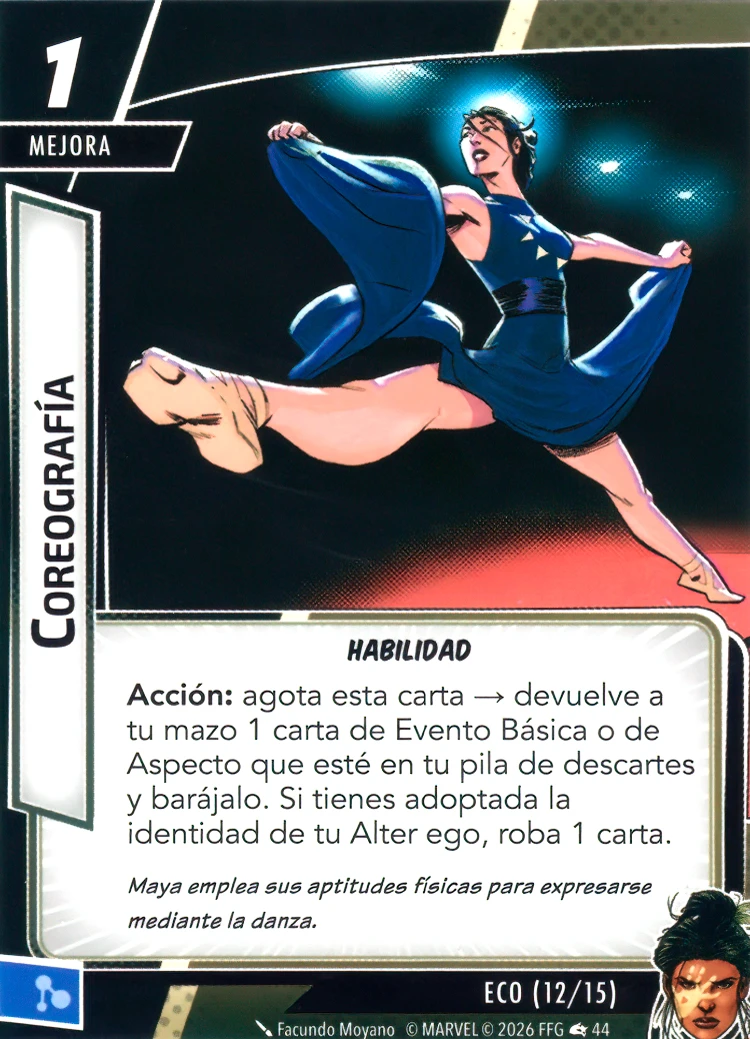 1
MEJORA
COREOGRAFÍA
HABILIDAD
Acción: agota esta carta → devuelve a
tu mazo 1 carta de Evento Básica o de
Aspecto que esté en tu pila de descartes
y barájalo. Si tienes adoptada la
identidad de tu Alter ego, roba 1 carta.
Maya emplea sus aptitudes físicas para expresarse
mediante la danza.
ECO (12/15)
Facundo Moyano © MARVEL © 2026 FFG 44